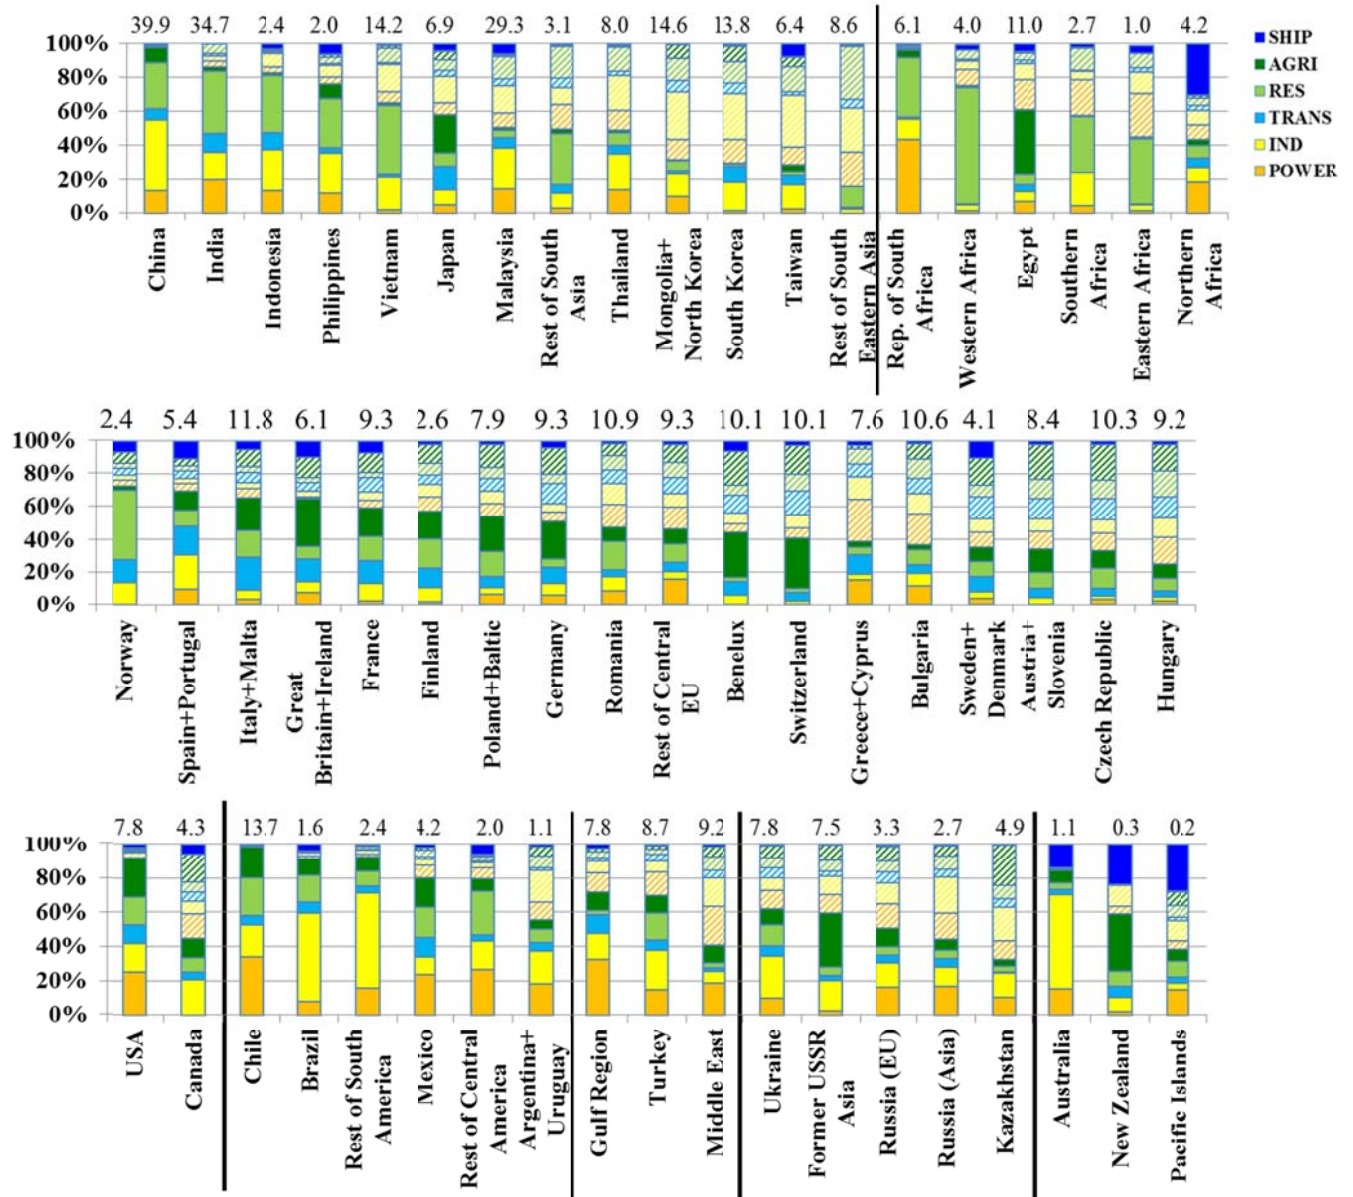 39.9 34.7 2.4 2.0 14.2 6.9 29.3 3.1 8.0 14.6 13.8 6.4 8.6 6.1 4.0 11.0 2.7 1.0 4.2
100%
80%
60%
40%
20%
0%
SHIP
AGRI
RES
TRANS
IND
POWER
China
India
Indonesia
Philippines
Vietnam
Japan
Malaysia
Rest of South
Asia
Thailand
Mongolia+
North Korea
South Korea
Taiwan
Rest of South
Eastern Asia
Rep. of South
Africa
Western Africa
Egypt
Southern
Africa
Eastern Africa
Northern
Africa
2.4 5.4 11.8 6.1 9.3 2.6 7.9 9.3 10.9 9.3 10.1 10.1 7.6 10.6 4.1 8.4 10.3 9.2
100%
80%
60%
40%
20%
0%
Norway
Spain+Portugal
Italy+Malta
Great
Britain+Ireland
France
Finland
Poland+Baltic
Germany
Romania
Rest of Central
EU
Benelux
Switzerland
Greece+Cyprus
Bulgaria
Sweden+
Denmark
Austria+
Slovenia
Czech Republic
Hungary
7.8 4.3 13.7 1.6 2.4 4.2 2.0 1.1 7.8 8.7 9.2 7.8 7.5 3.3 2.7 4.9 1.1 0.3 0.2
100%
80%
60%
40%
20%
0%
USA
Canada
Chile
Brazil
Rest of South
America
Mexico
Rest of Central
America
Argentina+
Uruguay
Gulf Region
Turkey
Middle East
Ukraine
Former USSR
Asia
Russia (EU)
Russia (Asia)
Kazakhstan
Australia
New Zealand
Pacific Islands